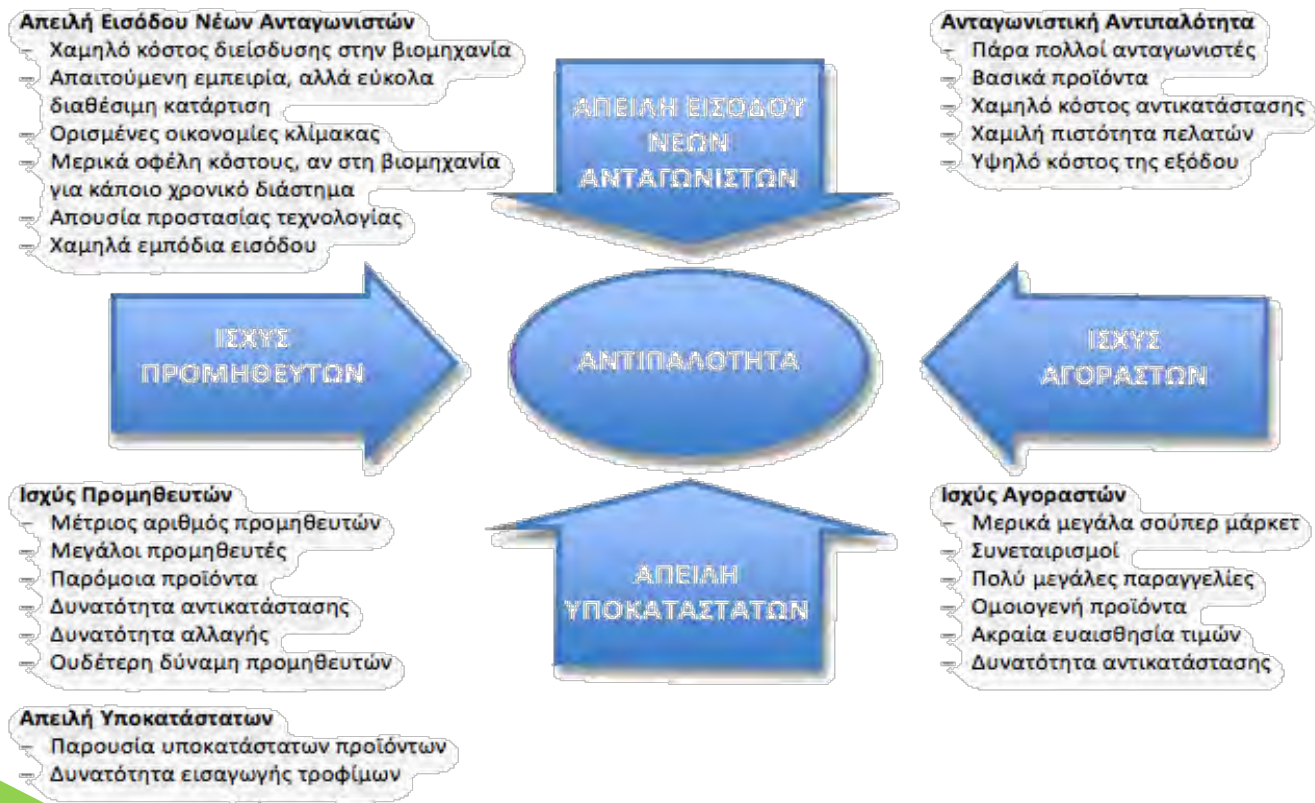 Απειλή Εισόδου Νέων Ανταγωνιστών
– Χαμηλό κόστος διείσδυσης στην βιομηχανία
– Απαιτούμενη εμπειρία, αλλά εύκολα
διαθέσιμη κατάρτιση
– Ορισμένες οικονομίες κλίμακας
– Μερικά οφέλη κόστους, αν στη βιομηχανία
για κάποιο χρονικό διάστημα
– Απουσία προστασίας τεχνολογίας
– Χαμηλά εμπόδια εισόδου
ΑΠΕΙΛΗ ΕΙΣΟΔΟΥ
ΝΕΩΝ
ΑΝΤΑΓΩΝΙΣΤΩΝ
Ανταγωνιστική Αντιπαλότητα
– Πάρα πολλοί ανταγωνιστές
– Βασικά προϊόντα
– Χαμηλό κόστος αντικατάστασης
– Χαμιλή πιστότητα πελατών
– Υψηλό κόστος της εξόδου
ΙΣΧΥΣ
ΠΡΟΜΗΘΕΥΤΩΝ
ΑΝΤΙΠΑΛΟΤΗΤΑ
ΙΣΧΥΣ
ΑΓΟΡΑΣΤΩΝ
Ισχύς Προμηθευτών
– Μέτριος αριθμός προμηθευτών
– Μεγάλοι προμηθευτές
– Παρόμοια προϊόντα
– Δυνατότητα αντικατάστασης
– Δυνατότητα αλλαγής
– Ουδέτερη δύναμη προμηθευτών
ΑΠΕΙΛΗ
ΥΠΟΚΑΤΑΣΤΑΤΩΝ
Ισχύς Αγοραστών
– Μερικά μεγάλα σούπερ μάρκετ
– Συνεταιρισμοί
– Πολύ μεγάλες παραγγελίες
– Ομοιογενή προϊόντα
– Ακραία ευαισθησία τιμών
– Δυνατότητα αντικατάστασης
Απειλή Υποκατάστατων
– Παρουσία υποκατάστατων προϊόντων
– Δυνατότητα εισαγωγής τροφίμων